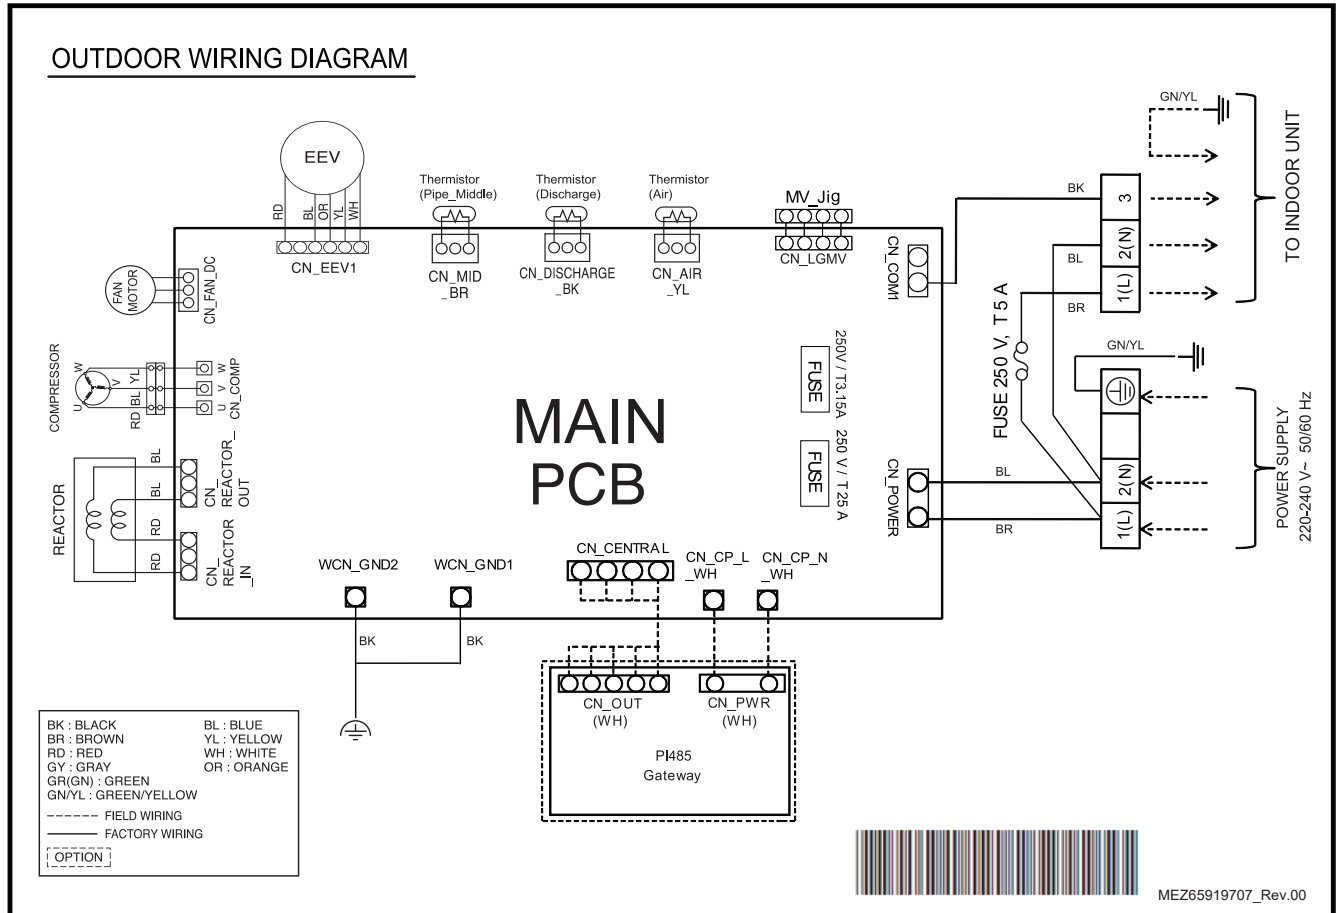 OUTDOOR WIRING DIAGRAM
EEV
RD
BL
OR
YL
WH
CN_EEV1
Thermistor
(Pipe_Middle)
CN_MID
_BR
Thermistor
(Discharge)
CN_DISCHARGE
_BK
Thermistor
(Air)
CN_AIR
_YL
MV_Jig
CN_LGMV
CN_COM1
BK
BL
BR
3
2(N)
1(L)
GN/YL
TO INDOOR UNIT
FAN
MOTOR
CN_FAN_DC
COMPRESSOR
W
V
U
YL
BL
RD
W
V
U
CN_COMP
REACTOR
BL
BL
RD
RD
CN_
REACTOR_
OUT
CN_
REACTOR
_IN
MAIN
PCB
FUSE
250V / T3.15A
FUSE
250 V / T 25 A
FUSE 250 V, T 5 A
CN_POWER
BL
BR
GN/YL
2(N)
1(L)
POWER SUPPLY
220-240 V~ 50/60 Hz
WCN_GND2
WCN_GND1
BK
BK
CN_CENTRAL
CN_CP_L
_WH
CN_CP_N
_WH
CN_OUT
(WH)
CN_PWR
(WH)
PI485
Gateway
BK : BLACK
BR : BROWN
RD : RED
GY : GRAY
GR(GN) : GREEN
GN/YL : GREEN/YELLOW
BL : BLUE
YL : YELLOW
WH : WHITE
OR : ORANGE
FIELD WIRING
FACTORY WIRING
OPTION
MEZ65919707_Rev.00